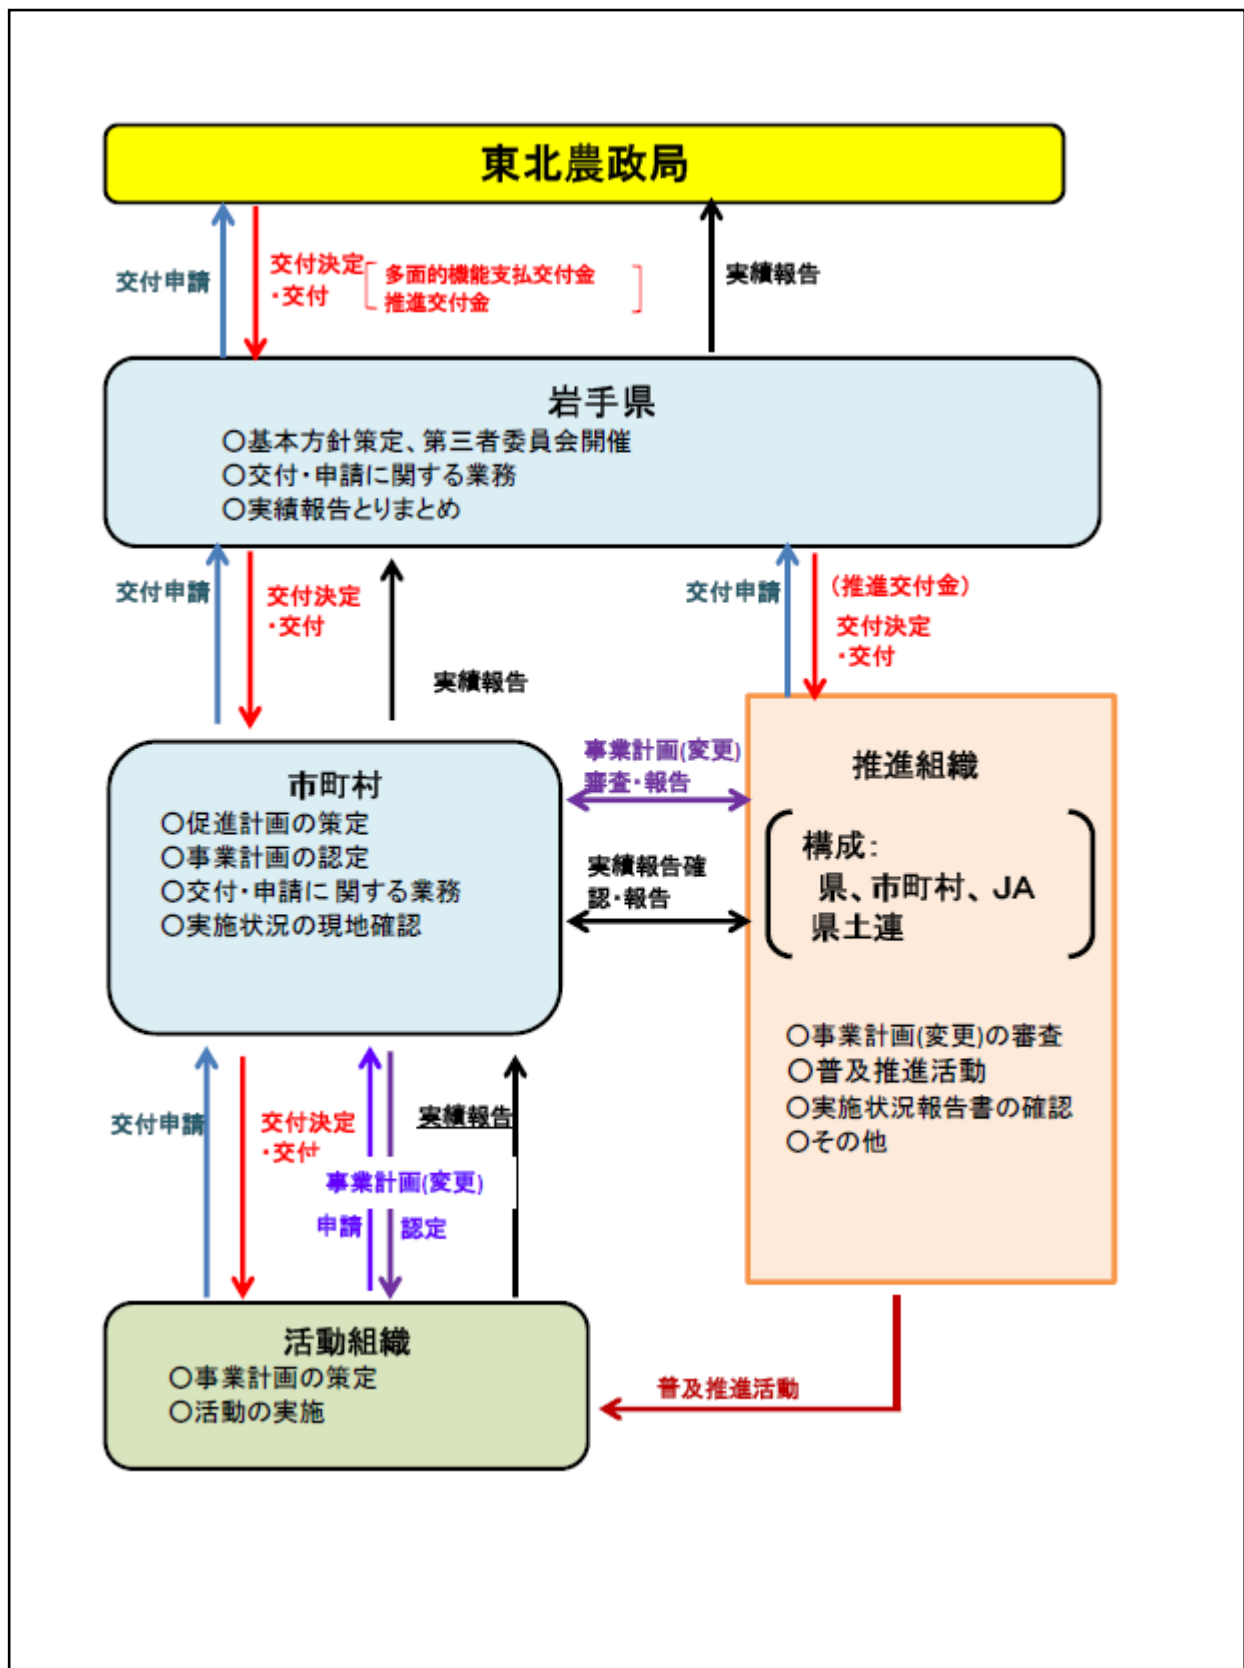 東北農政局
交付申請
交付決定
・交付
多面的機能支払交付金
推進交付金
実績報告
岩手県
○基本方針策定、第三者委員会開催
○交付・申請に関する業務
○実績報告とりまとめ
交付申請
交付決定
・交付
実績報告
交付申請
(推進交付金)
交付決定
・交付
市町村
○促進計画の策定
○事業計画の認定
○交付・申請に関する業務
○実施状況の現地確認
事業計画(変更)
審査・報告
実績報告確
認・報告
推進組織
構成:
県、市町村、JA
県土連
○事業計画(変更)の審査
○普及推進活動
○実施状況報告書の確認
○その他
交付申請
交付決定
・交付
事業計画(変更)
申請
認定
実績報告
活動組織
○事業計画の策定
○活動の実施
普及推進活動